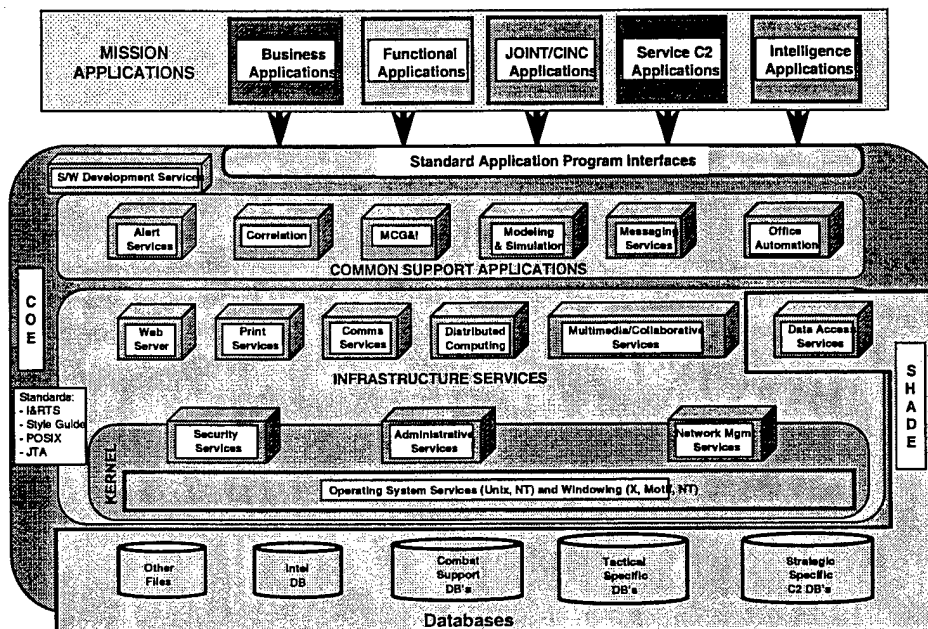 MISSION
APPLICATIONS
Business
Applications
Functional
Applications
JOINT/CINC
Applications
Service C2
Applications
Intelligence
Applications
Standard Application Program Interfaces
S/W Development Services
Alert
Services
Correlation
MCG&I
Modeling
& Simulation
Messaging
Services
Office
Automation
COMMON SUPPORT APPLICATIONS
COE
Web
Server
Print
Services
Comms
Services
Distributed
Computing
Multimedia/Collaborative
Services
Data Access
Services
INFRASTRUCTURE SERVICES
SHADE
Standards:
- I&RTS
- Style Guide
- POSIX
- JTA
Security
Services
Administrative
Services
Network Mgm
Services
KERNEL
Operating System Services (Unix, NT) and Windowing (X, Motif, NT)
Other
Files
Intel
DB
Combat
Support
DB's
Tactical
Specific
DB's
Strategic
Specific
C2 DB's
Databases